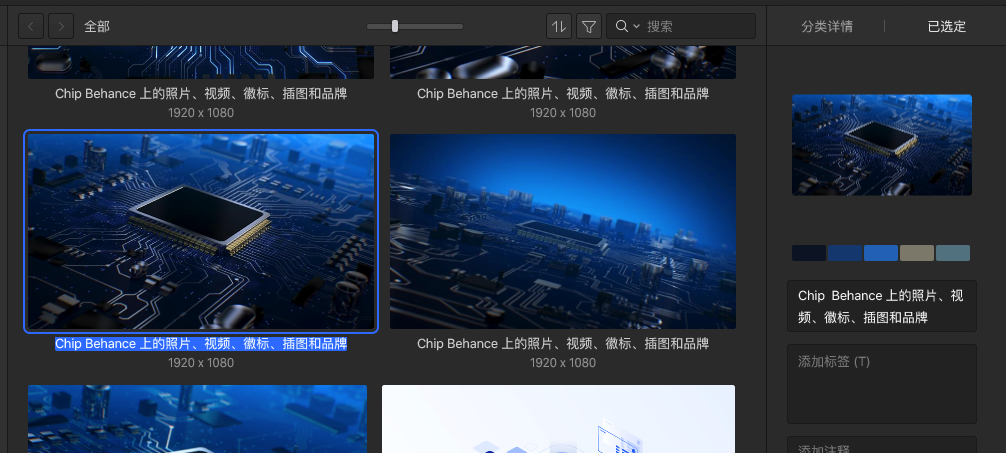 全部
搜索
分类详情
已选定
Chip Behance 上的照片、视频、徽标、插图和品牌
1920 x 1080
Chip Behance 上的照片、视频、徽标、插图和品牌
1920 x 1080
Chip Behance 上的照片、视频、徽标、插图和品牌
1920 x 1080
Chip Behance 上的照片、视频、徽标、插图和品牌
1920 x 1080
Chip Behance 上的照片、视
频、徽标、插图和品牌
添加标签 (T)
添加注释